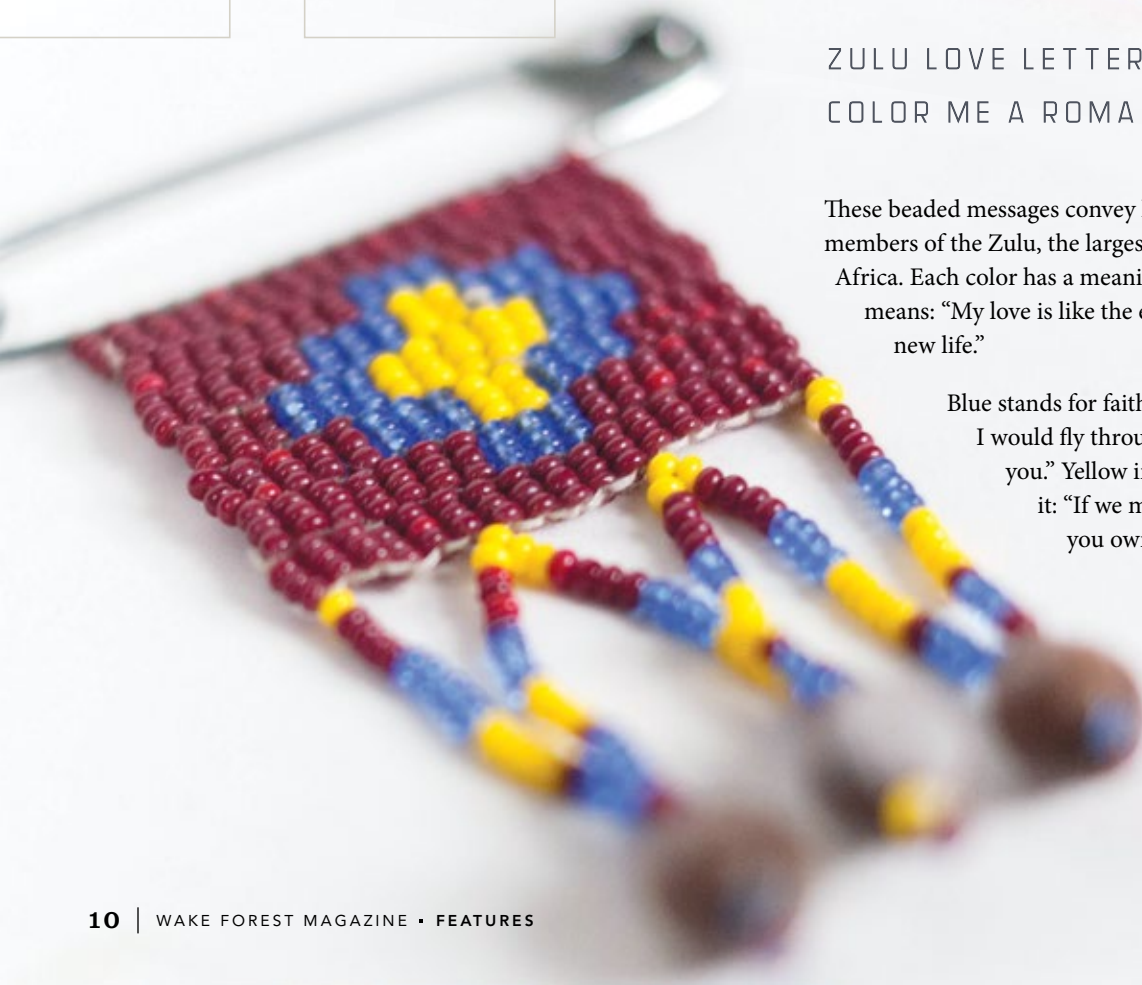 ZULU LOVE LETTER
COLOR ME A ROMA
These beaded messages convey
members of the Zulu, the larges
Africa. Each color has a meani
means: “My love is like the
new life.”
Blue stands for faith
I would fly throu
you.” Yellow i
it: “If we m
you ow
10 | WAKE FOREST MAGAZINE ▪ FEATURES